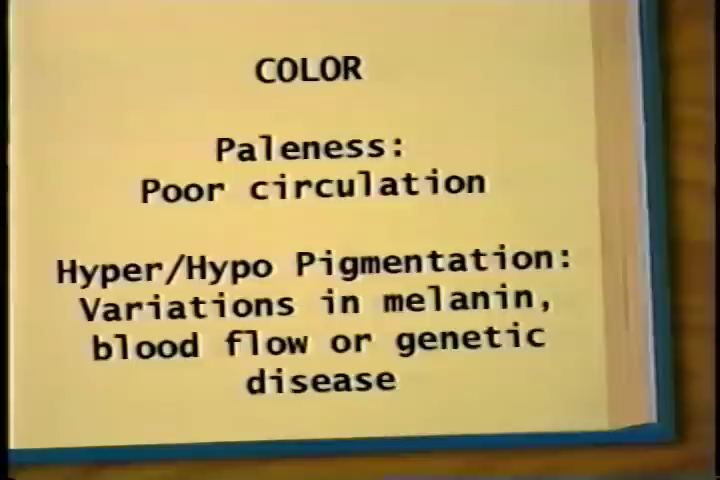 COLOR
Paleness:
Poor circulation
Hyper/Hypo Pigmentation:
Variations in melanin,
blood flow or genetic
disease